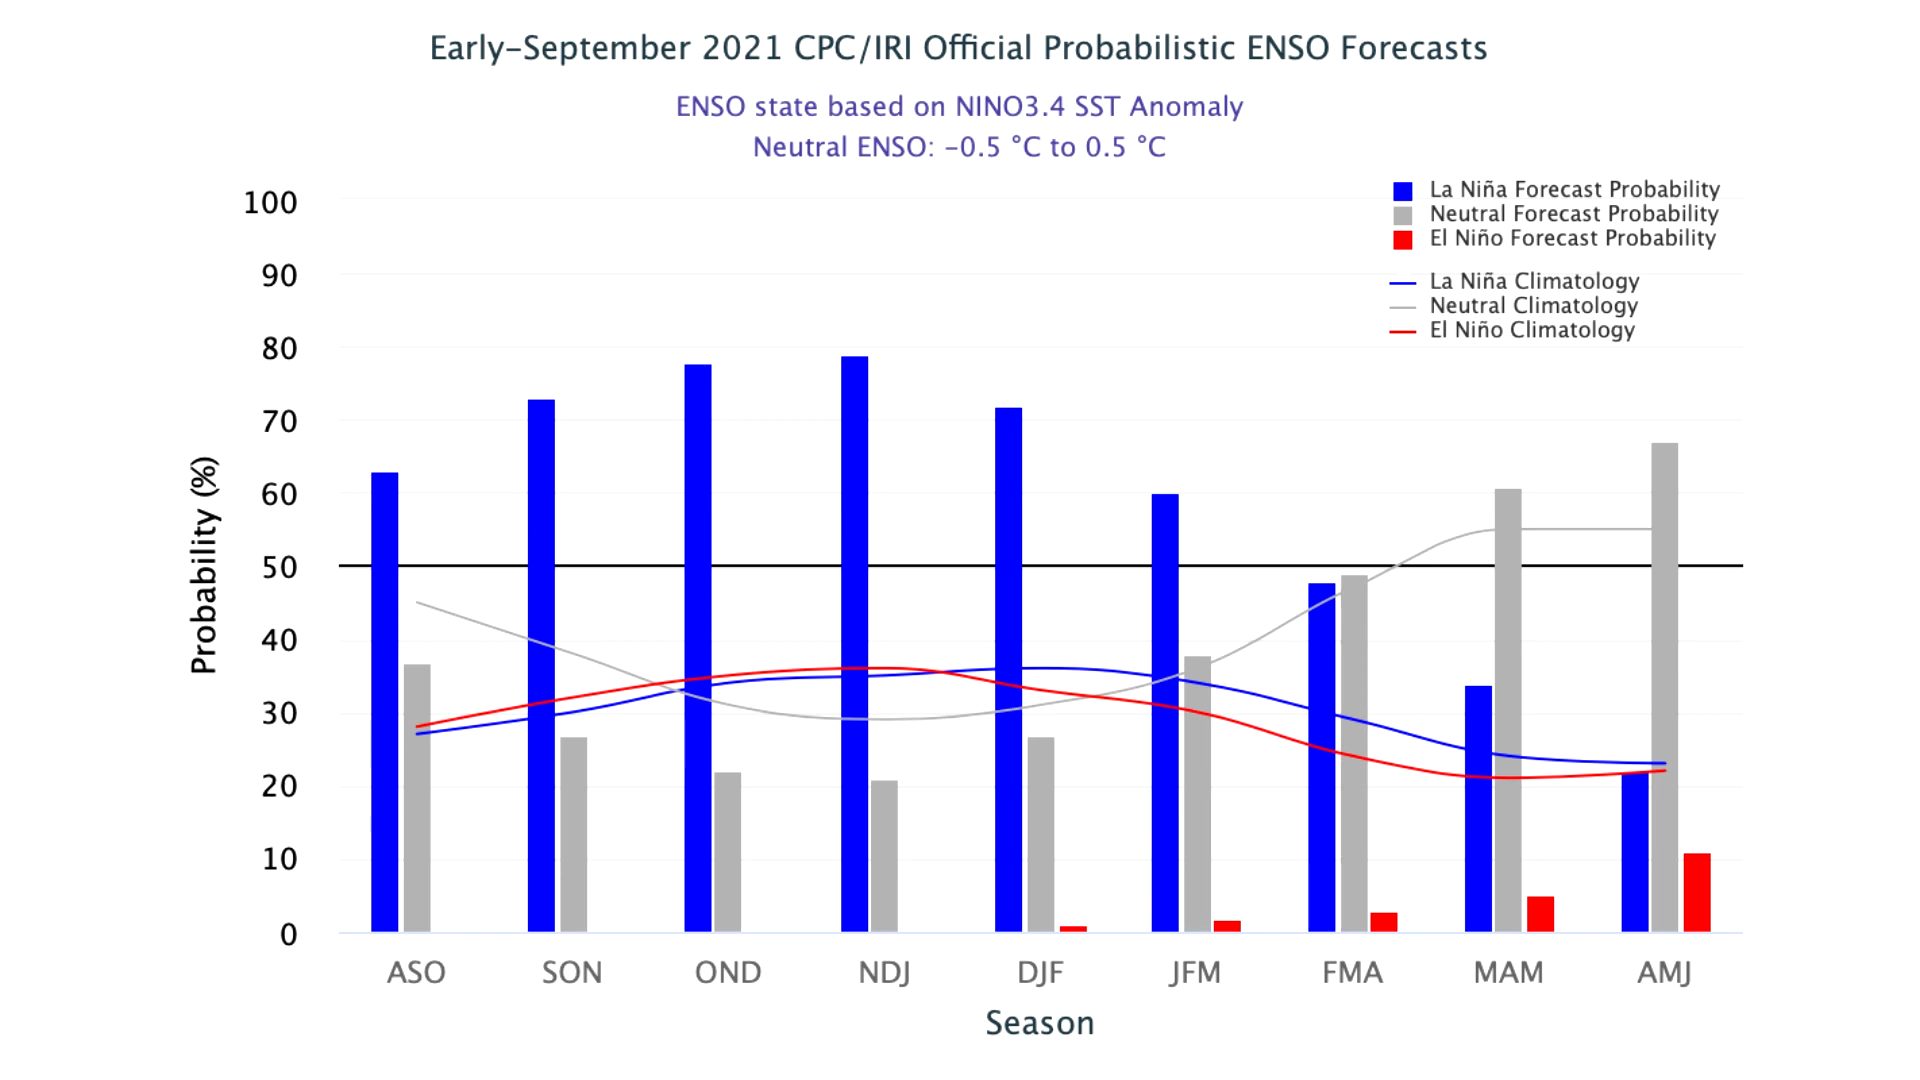 Early–September 2021 CPC/IRI Official Probabilistic ENSO Forecasts
ENSO state based on NINO3.4 SST Anomaly
Neutral ENSO: −0.5 °C to 0.5 °C
La Niña Forecast Probability
Neutral Forecast Probability
El Niño Forecast Probability
La Niña Climatology
Neutral Climatology
El Niño Climatology
Probability (%)
100
90
80
70
60
50
40
30
20
10
0
ASO SON OND NDJ DJF JFM FMA MAM AMJ
Season